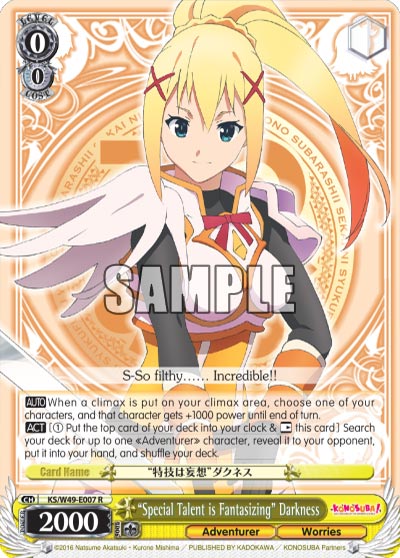 LEVEL
0
0
COST
SAMPLE
S-So filthy…… Incredible!!
AUTO When a climax is put on your climax area, choose one of your
characters, and that character gets +1000 power until end of turn.
ACT [① Put the top card of your deck into your clock & this card] Search
your deck for up to one «Adventurer» character, reveal it to your opponent,
put it into your hand, and shuffle your deck.
Card Name
“特技は妄想” ダクネス
CH KS/W49-E007 R
“Special Talent is Fantasizing” Darkness
KONOSUBA!
POWER
2000
Adventurer
Worries
©2016 Natsume Akatsuki・Kurone Mishima / PUBLISHED BY KADOKAWA / KONOSUBA Partners